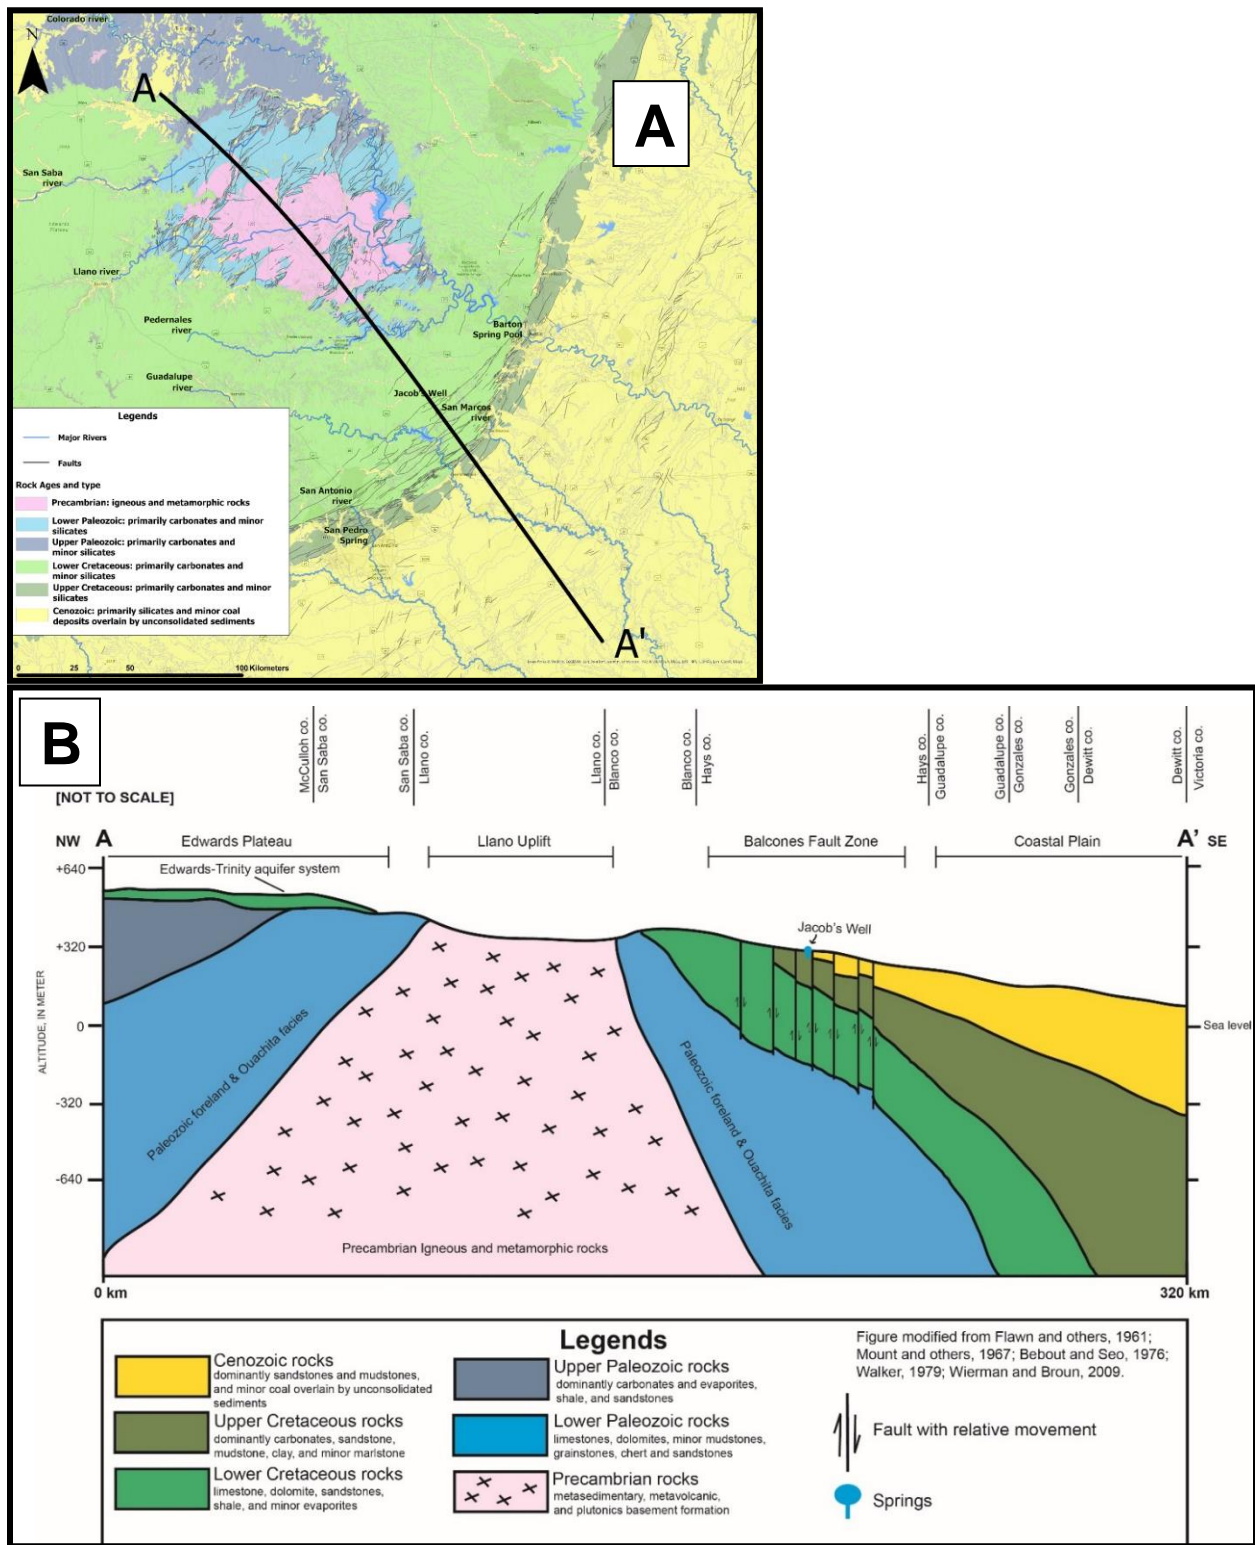 Colorado river
N
A
A
San Saba
river
Llano river
Pedernales
river
Barton
Spring Pool
Guadalupe
river
Jacob's Well
San Marcos
river
San Antonio
river
San Pedro
Spring
A'
Legends
Major Rivers
Faults
Rock Ages and type
Precambrian: igneous and metamorphic rocks
Lower Paleozoic: primarily carbonates and minor
silicates
Upper Paleozoic: primarily carbonates and
minor silicates
Lower Cretaceous: primarily carbonates and
minor silicates
Upper Cretaceous: primarily carbonates and minor
silicates
Cenozoic: primarily silicates and minor coal
deposits overlain by unconsolidated sediments
0 25 50 100 Kilometers
B
McCulloh co.
San Saba co.
San Saba co.
Llano co.
Llano co.
Blanco co.
Blanco co.
Hays co.
Hays co.
Guadalupe co.
Guadalupe co.
Gonzales co.
Gonzales co.
Dewitt co.
Dewitt co.
Victoria co.
[NOT TO SCALE]
NW A Edwards Plateau Llano Uplift Balcones Fault Zone Coastal Plain A' SE
Edwards-Trinity aquifer system
+640
+320
0
-320
-640
ALTITUDE, IN METER
Jacob's Well
Sea level
Paleozoic foreland & Ouachita facies
Paleozoic foreland & Ouachita facies
Precambrian Igneous and metamorphic rocks
0 km 320 km
Legends
Cenozoic rocks
dominantly sandstones and mudstones,
and minor coal overlain by unconsolidated
sediments
Upper Cretaceous rocks
dominantly carbonates, sandstone,
mudstone, clay, and minor marlstone
Lower Cretaceous rocks
limestone, dolomite, sandstones,
shale, and minor evaporites
Upper Paleozoic rocks
dominantly carbonates and evaporites,
shale, and sandstones
Lower Paleozoic rocks
limestones, dolomites, minor mudstones,
grainstones, chert and sandstones
Precambrian rocks
metasedimentary, metavolcanic,
and plutonics basement formation
Figure modified from Flawn and others, 1961;
Mount and others, 1967; Bebout and Seo, 1976;
Walker, 1979; Wierman and Broun, 2009.
Fault with relative movement
Springs